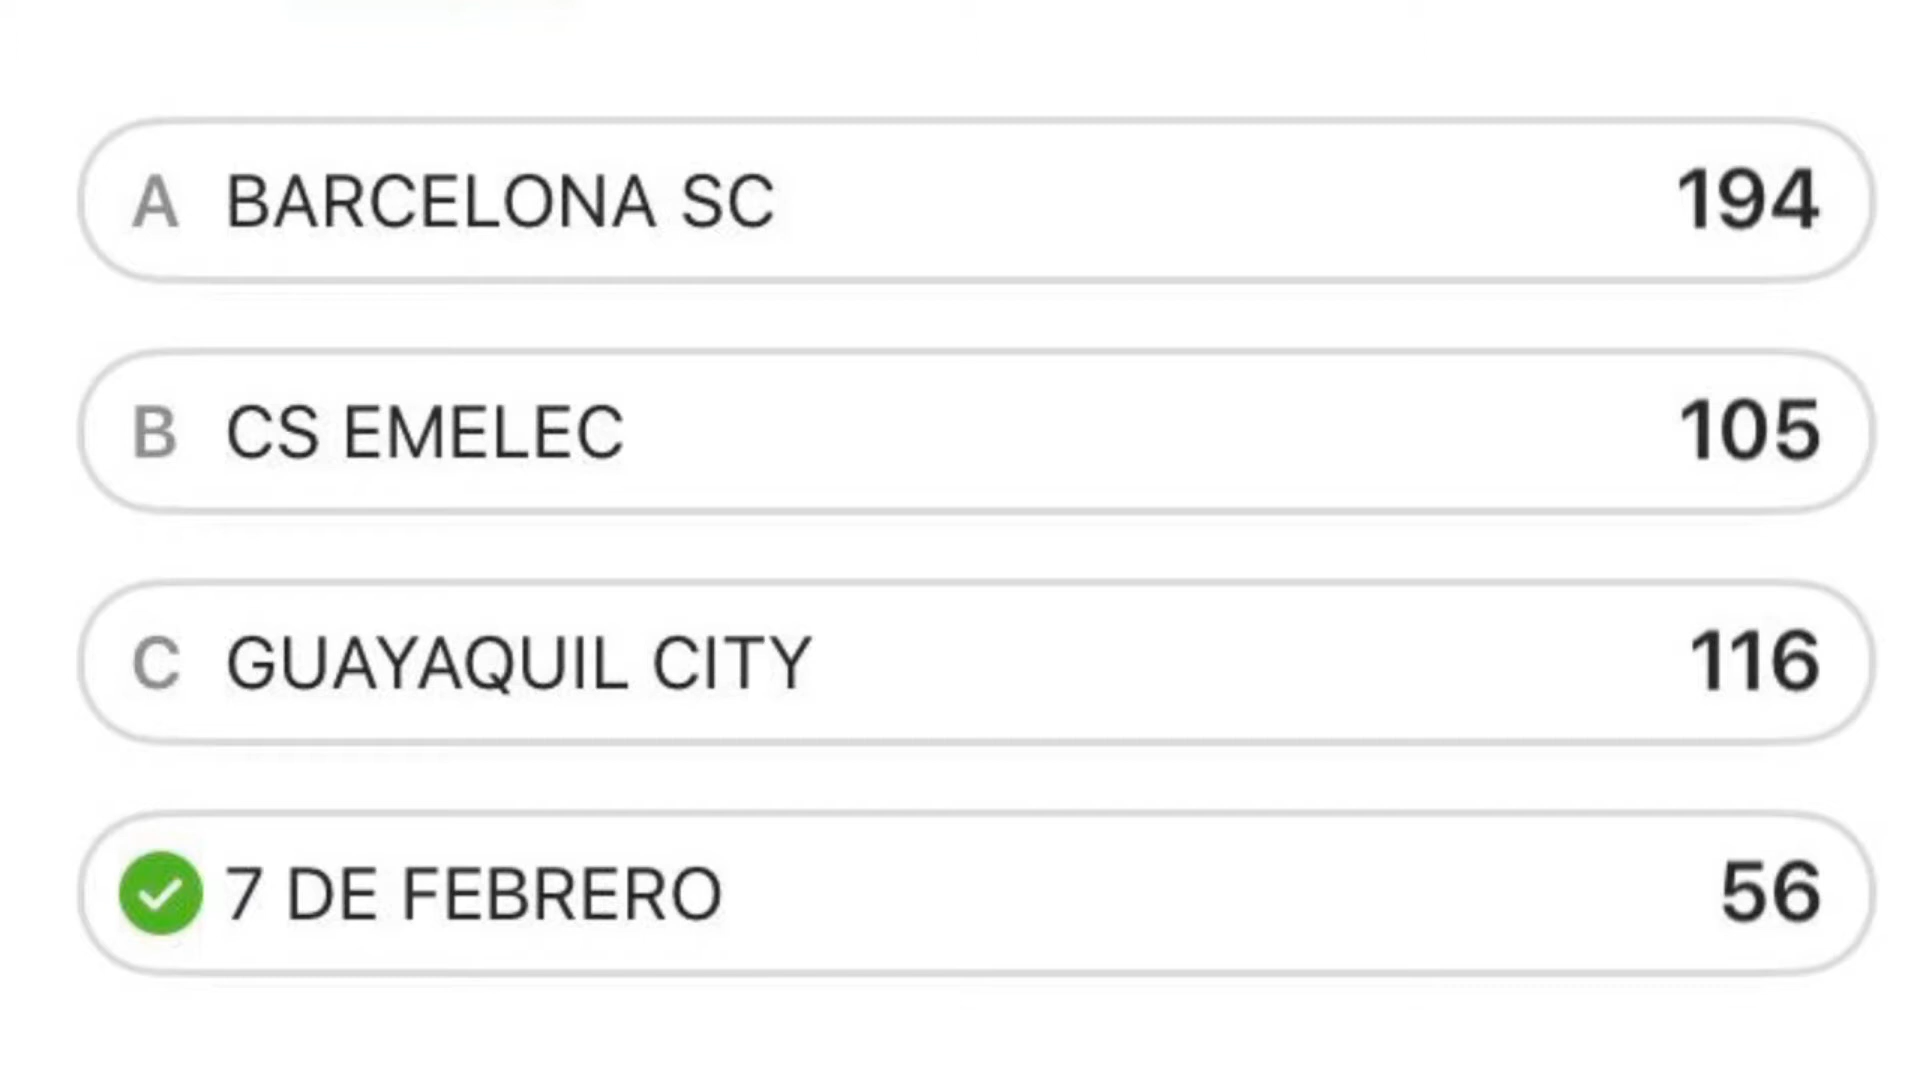 A BARCELONA SC 194
B CS EMELEC 105
C GUAYAQUIL CITY 116
7 DE FEBRERO 56